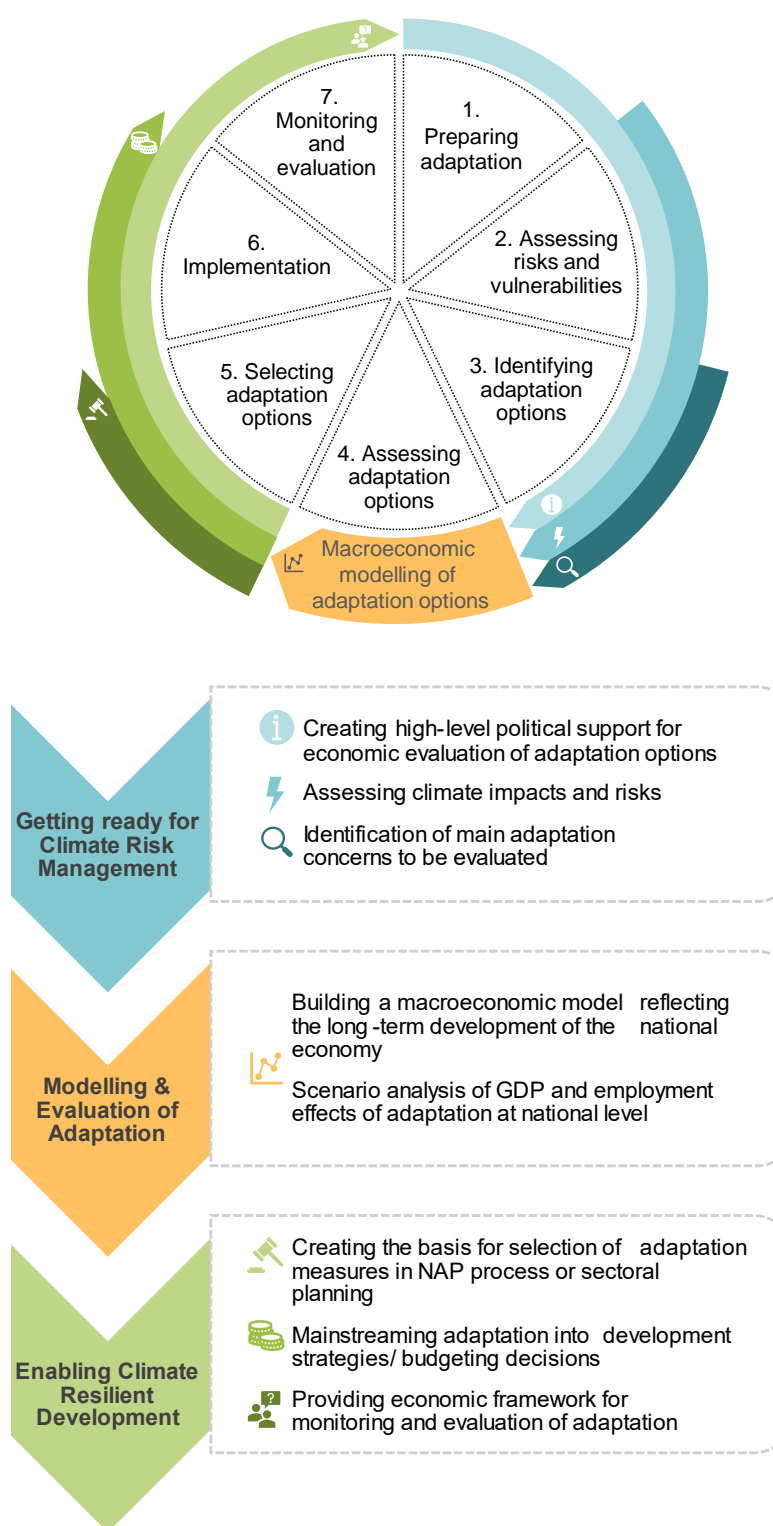 1.
Preparing
adaptation
2. Assessing
risks and
vulnerabilities
3. Identifying
adaptation
options
4. Assessing
adaptation
options
5. Selecting
adaptation
options
6.
Implementation
7.
Monitoring
and
evaluation
Macroeconomic
modelling of
adaptation options
Getting ready for
Climate Risk
Management
Creating high-level political support for
economic evaluation of adaptation options
Assessing climate impacts and risks
Identification of main adaptation
concerns to be evaluated
Modelling &
Evaluation of
Adaptation
Building a macroeconomic model reflecting
the long -term development of the national
economy
Scenario analysis of GDP and employment
effects of adaptation at national level
Enabling Climate
Resilient
Development
Creating the basis for selection of adaptation
measures in NAP process or sectoral
planning
Mainstreaming adaptation into development
strategies/ budgeting decisions
Providing economic framework for
monitoring and evaluation of adaptation